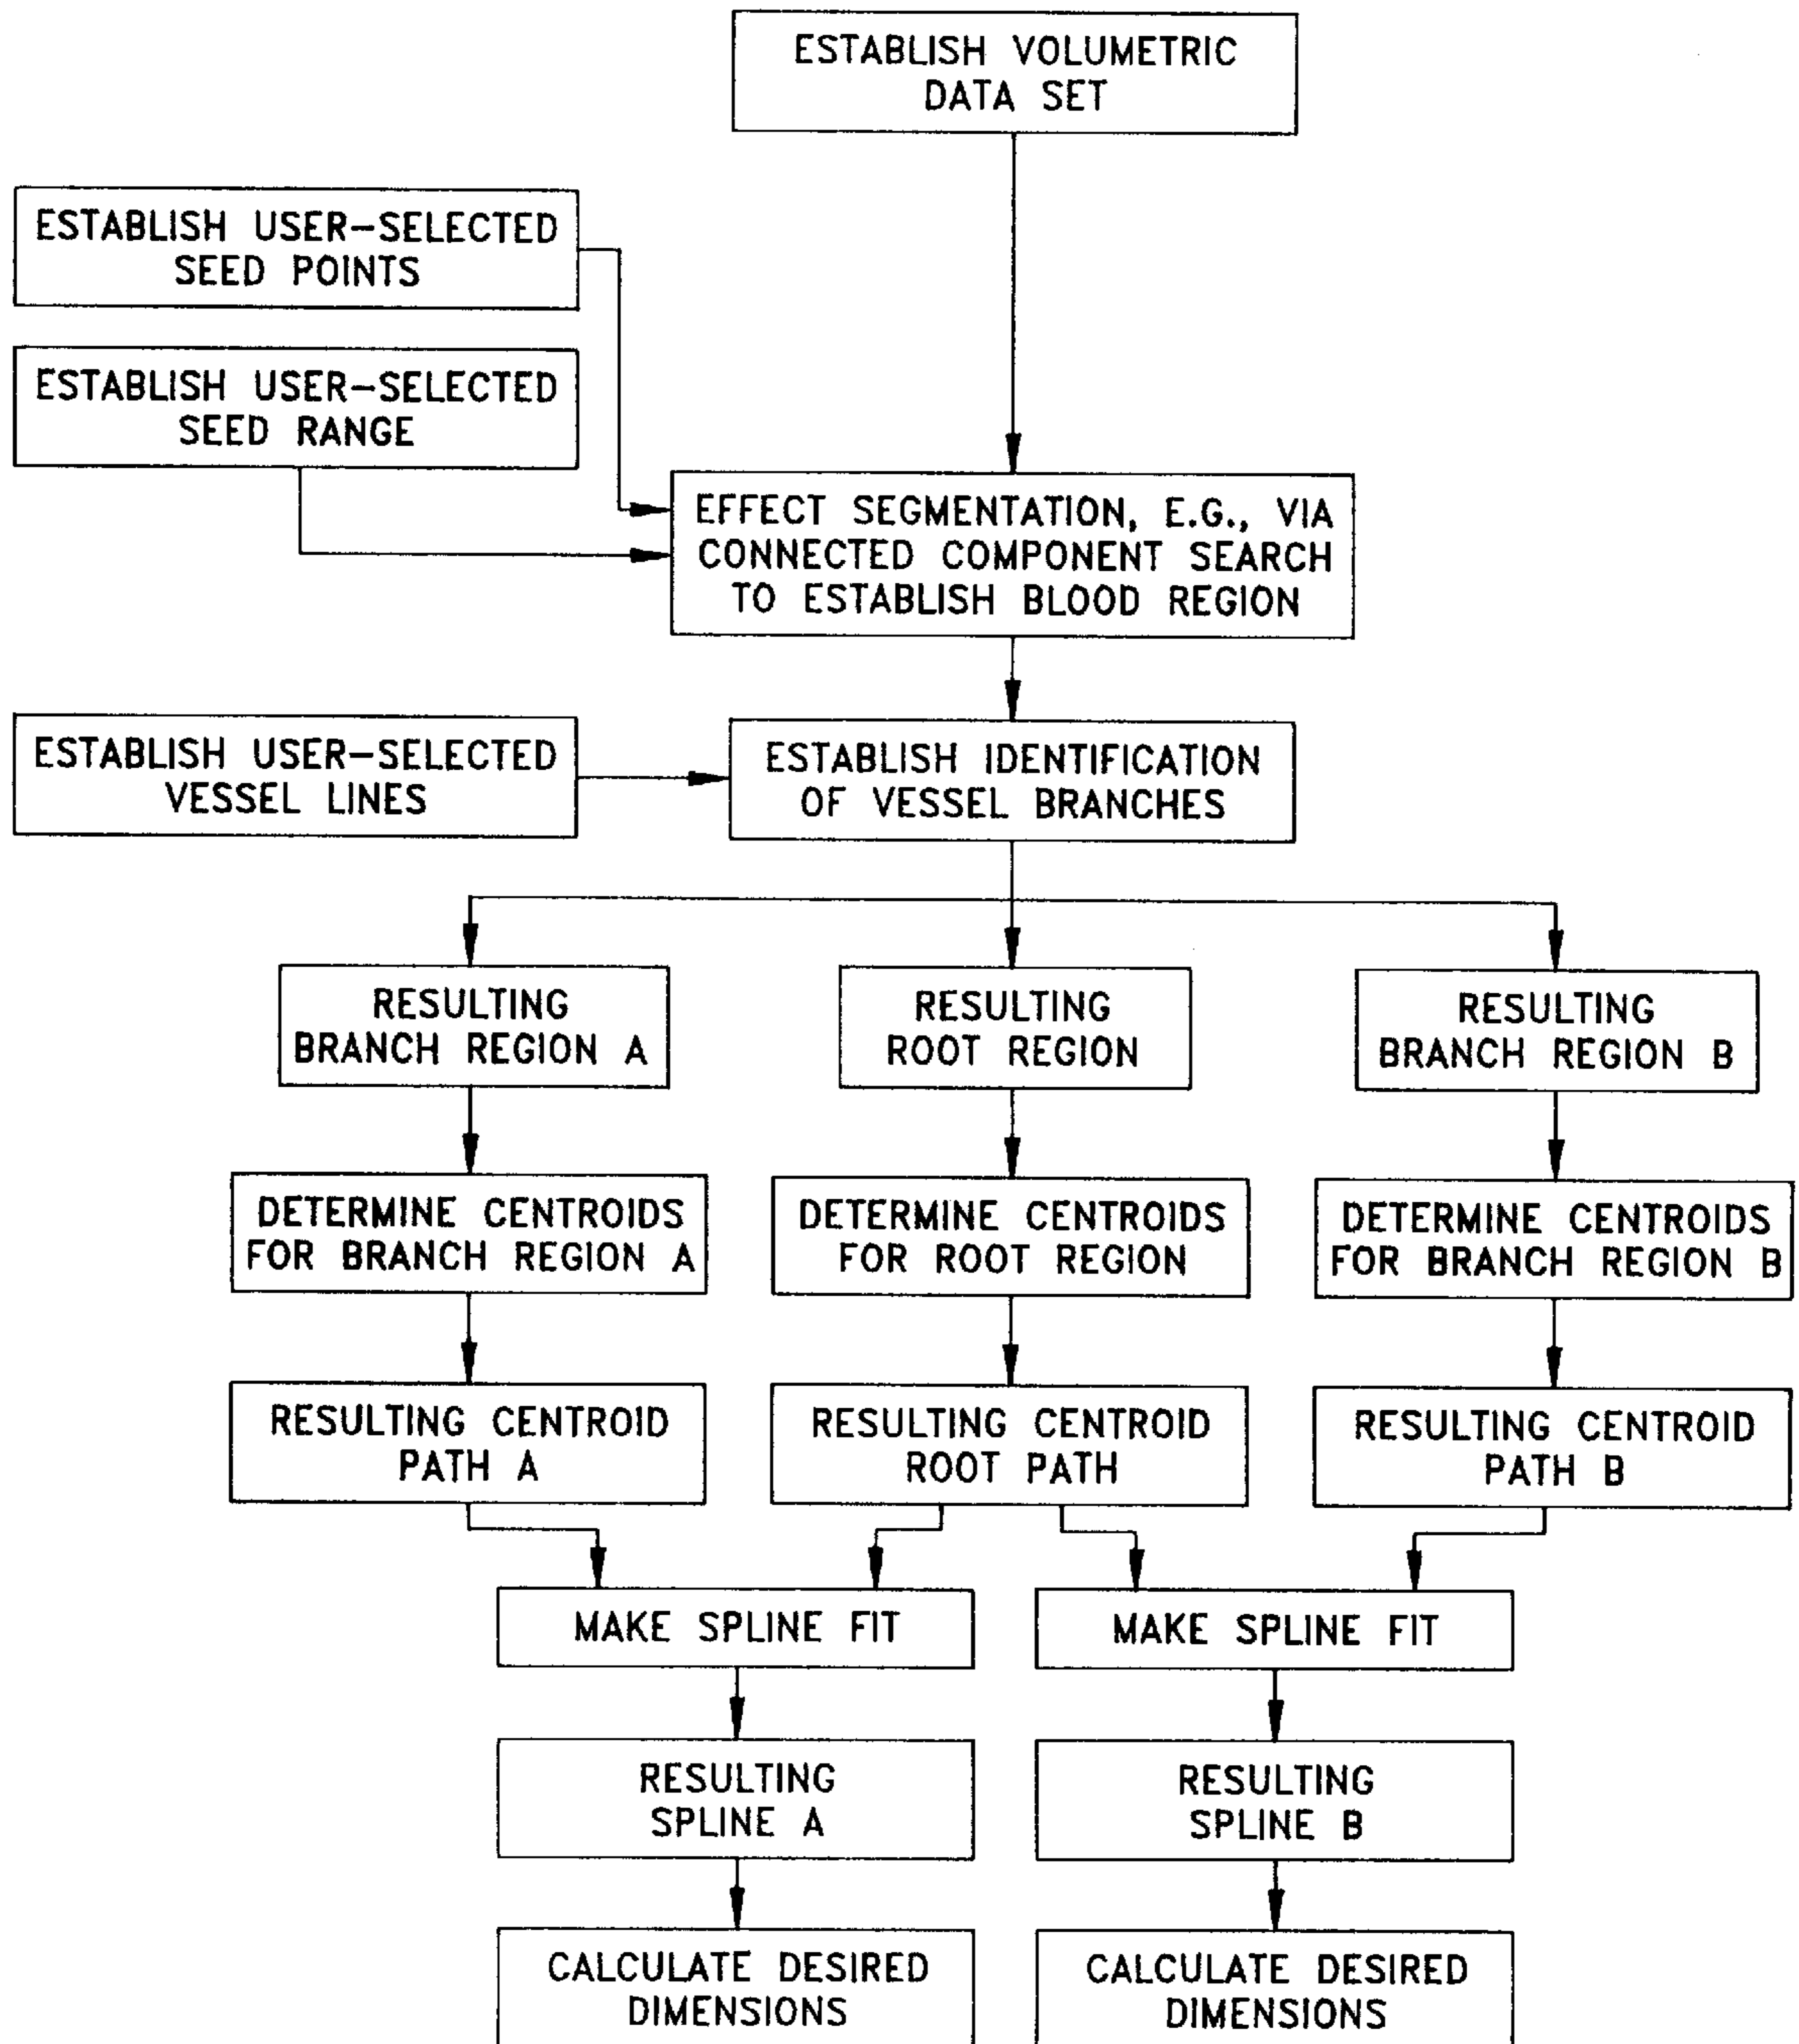 ESTABLISH VOLUMETRIC
DATA SET
ESTABLISH USER-SELECTED
SEED POINTS
ESTABLISH USER-SELECTED
SEED RANGE
EFFECT SEGMENTATION, E.G., VIA
CONNECTED COMPONENT SEARCH
TO ESTABLISH BLOOD REGION
ESTABLISH USER-SELECTED
VESSEL LINES
ESTABLISH IDENTIFICATION
OF VESSEL BRANCHES
RESULTING
BRANCH REGION A
RESULTING
ROOT REGION
RESULTING
BRANCH REGION B
DETERMINE CENTROIDS
FOR BRANCH REGION A
DETERMINE CENTROIDS
FOR ROOT REGION
DETERMINE CENTROIDS
FOR BRANCH REGION B
RESULTING CENTROID
PATH A
RESULTING CENTROID
ROOT PATH
RESULTING CENTROID
PATH B
MAKE SPLINE FIT
MAKE SPLINE FIT
RESULTING
SPLINE A
RESULTING
SPLINE B
CALCULATE DESIRED
DIMENSIONS
CALCULATE DESIRED
DIMENSIONS